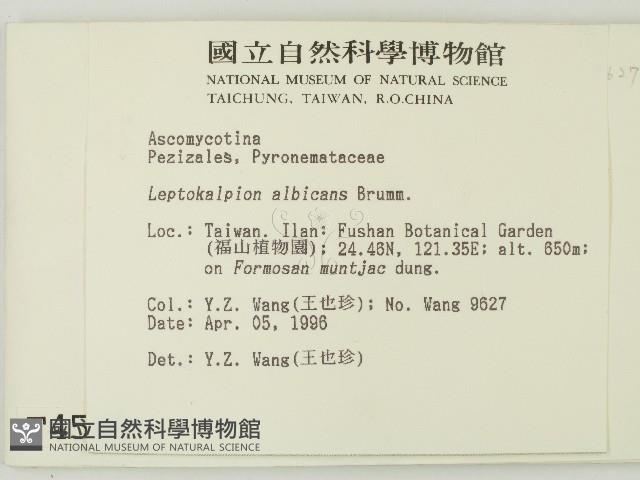 國立自然科學博物館
NATIONAL MUSEUM OF NATURAL SCIENCE
TAICHUNG, TAIWAN, R.O.CHINA
627
Ascomycotina
Pezizales, Pyronemataceae
Leptokalpion albicans Brumm.
Loc.: Taiwan. Ilan: Fushan Botanical Garden
(福山植物園); 24.46N, 121.35E; alt. 650m;
on Formosan muntjac dung.
Col.: Y.Z. Wang(王也珍); No. Wang 9627
Date: Apr. 05, 1996
Det.: Y.Z. Wang(王也珍)
45
國立自然科學博物館
NATIONAL MUSEUM OF NATURAL SCIENCE